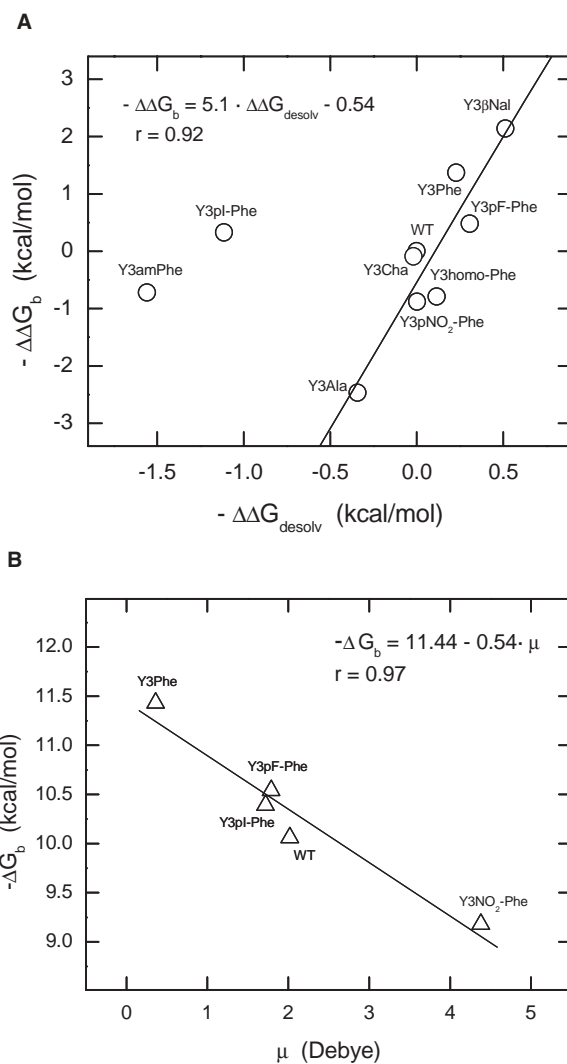 A
3
2
1
0
-1
-2
-3
- ΔΔG_b (kcal/mol)
- ΔΔG_b = 5.1 · ΔΔG_desolv - 0.54
r = 0.92
Y3βNal
Y3Phe
Y3pF-Phe
Y3pI-Phe
WT
Y3amPhe
Y3Cha
Y3homo-Phe
Y3pNO₂-Phe
Y3Ala
-1.5 -1.0 -0.5 0.0 0.5
- ΔΔG_desolv (kcal/mol)
B
12.0
11.5
11.0
10.5
10.0
9.5
9.0
-ΔG_b (kcal/mol)
-ΔG_b = 11.44 - 0.54· μ
r = 0.97
Y3Phe
Y3pF-Phe
Y3pI-Phe
WT
Y3NO₂-Phe
0 1 2 3 4 5
μ (Debye)